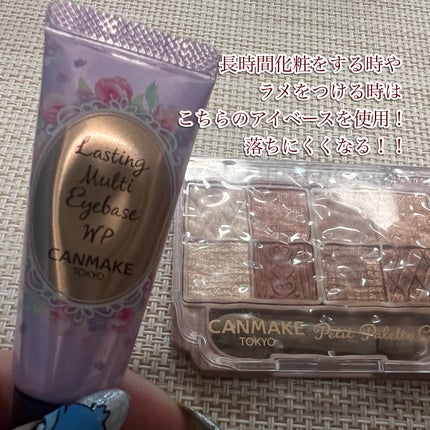 長時間化粧をする時や
ラメをつける時は
こちらのアイベースを使用！
落ちにくくなる！！
Lasting
Multi
Eyebase
WP
CANMAKE
TOKYO
CANMAKE
TOKYO
Petit Palette